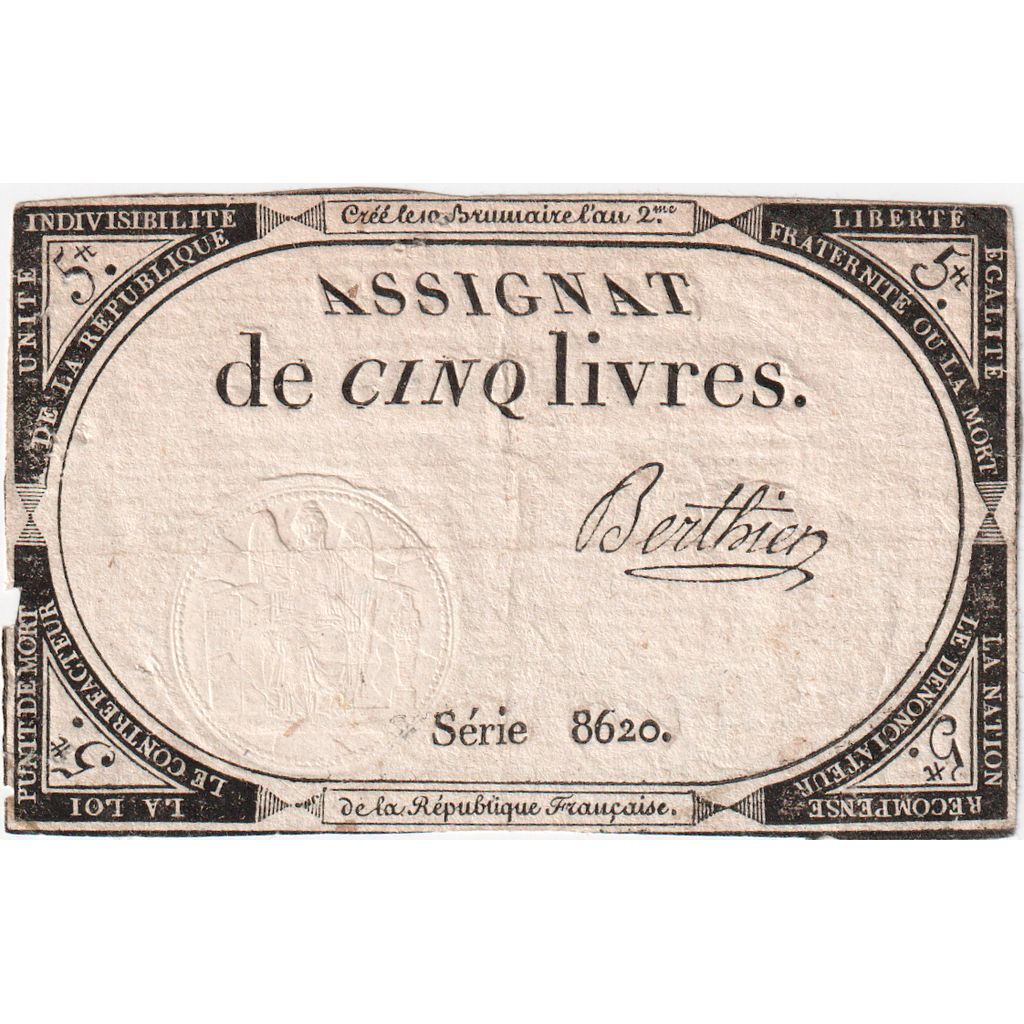 Créé le 10 Brumaire l'an 2.me
UNITÉ INDIVISIBILITÉ
DE LA RÉPUBLIQUE
5₶.
LIBERTÉ ÉGALITÉ
FRATERNITÉ OU LA MORT
5₶.
ASSIGNAT
de CINQ livres.
Berthier
Série 8620.
LA LOI PUNIT DE MORT
LE CONTREFACTEUR
5₶.
LA NATION RÉCOMPENSE
LE DÉNONCIATEUR
5₶.
de la République Française.